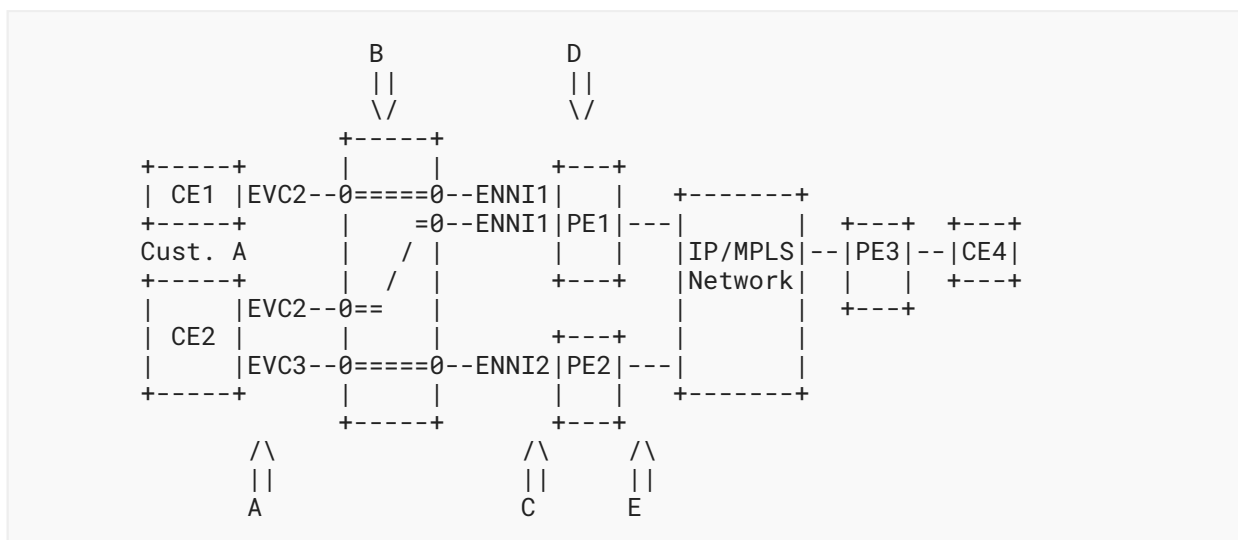 B            D
                   ||           ||
                   \/           \/
                 +-----+
    +-----+      |     |       +---+
    | CE1 |EVC2--0=====0--ENNI1|   |   +-------+
    +-----+      |    =0--ENNI1|PE1|---|       |  +---+  +---+
    Cust. A      |   / |       |   |   |IP/MPLS|--|PE3|--|CE4|
    +-----+      |  /  |       +---+   |Network|  |   |  +---+
    |     |EVC2--0==   |               |       |  +---+
    | CE2 |      |     |       +---+   |       |
    |     |EVC3--0=====0--ENNI2|PE2|---|       |
    +-----+      |     |       |   |   +-------+
                 +-----+       +---+
           /\                /\     /\
           ||                ||     ||
           A                 C      E